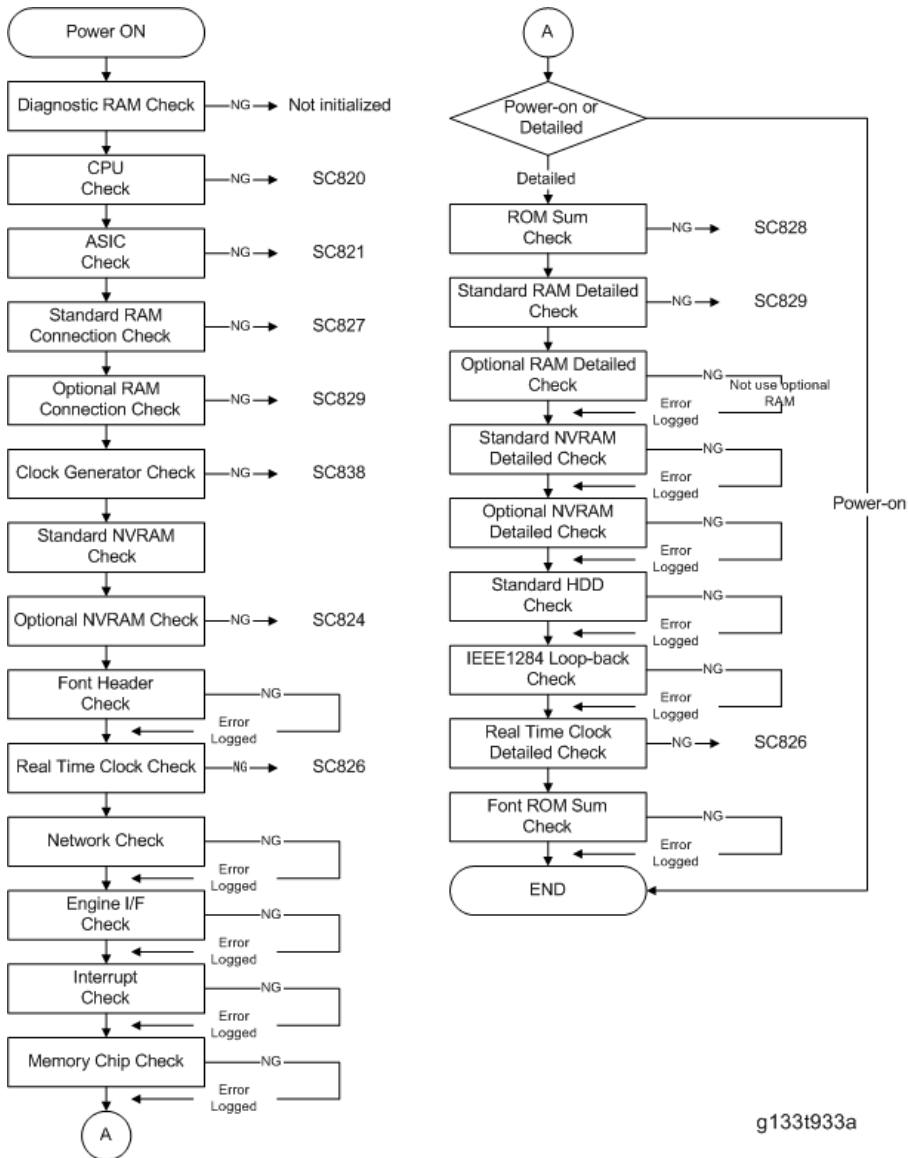 Power ON
Diagnostic RAM Check
NG
Not initialized
CPU
Check
NG
SC820
ASIC
Check
NG
SC821
Standard RAM
Connection Check
NG
SC827
Optional RAM
Connection Check
NG
SC829
Clock Generator Check
NG
SC838
Standard NVRAM
Check
Optional NVRAM Check
NG
SC824
Font Header
Check
NG
Error
Logged
Real Time Clock Check
NG
SC826
Network Check
NG
Error
Logged
Engine I/F
Check
NG
Error
Logged
Interrupt
Check
NG
Error
Logged
Memory Chip Check
NG
Error
Logged
A
A
Power-on or
Detailed
Detailed
ROM Sum
Check
NG
SC828
Standard RAM Detailed
Check
NG
SC829
Optional RAM Detailed
Check
NG
Not use optional
RAM
Error
Logged
Standard NVRAM
Detailed Check
NG
Error
Logged
Optional NVRAM
Detailed Check
NG
Error
Logged
Standard HDD
Check
NG
Error
Logged
IEEE1284 Loop-back
Check
NG
Error
Logged
Real Time Clock
Detailed Check
NG
SC826
Font ROM Sum
Check
NG
Error
Logged
END
Power-on
g133t933a